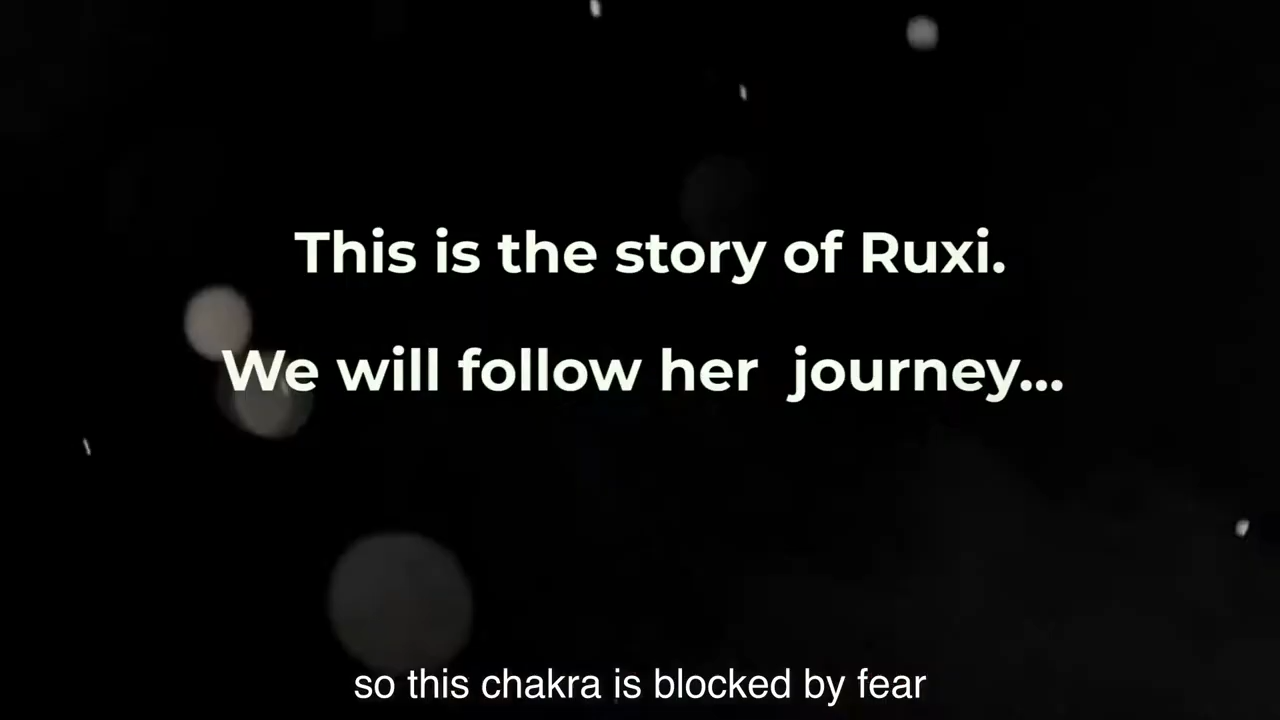 This is the story of Ruxi.
We will follow her  journey...
so this chakra is blocked by fear